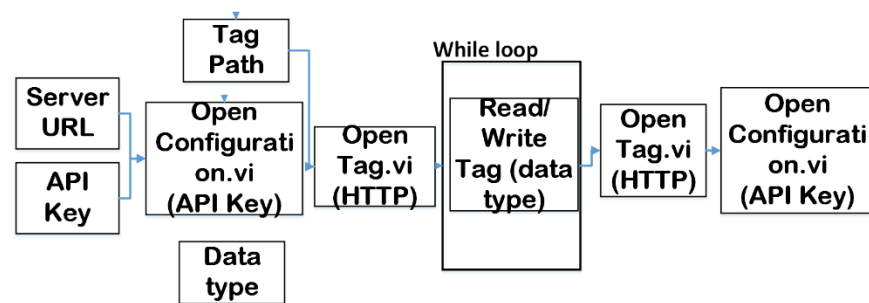 Tag
Path
While loop
Server
URL
API
Key
Open
Configurati
on.vi
(API Key)
Open
Tag.vi
(HTTP)
Read/
Write
Tag (data
type)
Open
Tag.vi
(HTTP)
Open
Configurati
on.vi
(API Key)
Data
type